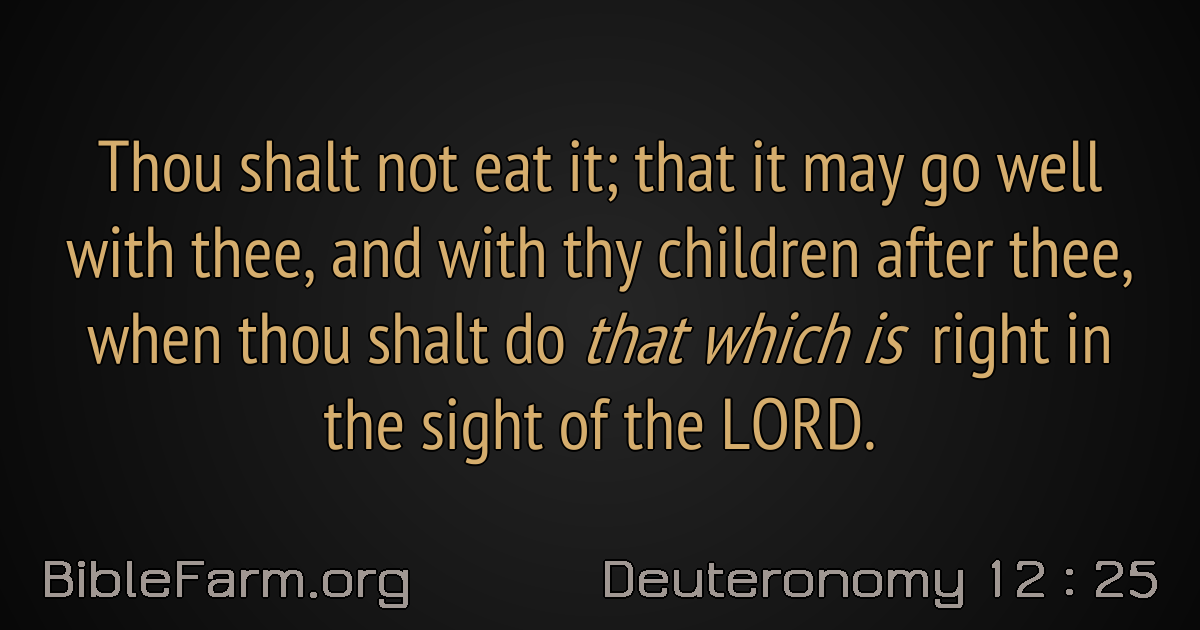 Thou shalt not eat it; that it may go well
with thee, and with thy children after thee,
when thou shalt do that which is right in
the sight of the LORD.
BibleFarm.org
Deuteronomy 12 : 25